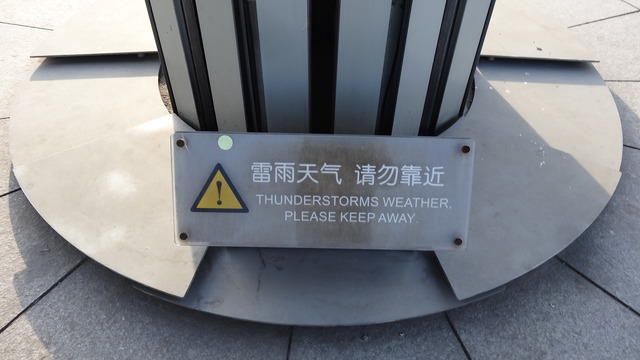 雷雨天气 请勿靠近
THUNDERSTORMS WEATHER,
PLEASE KEEP AWAY.